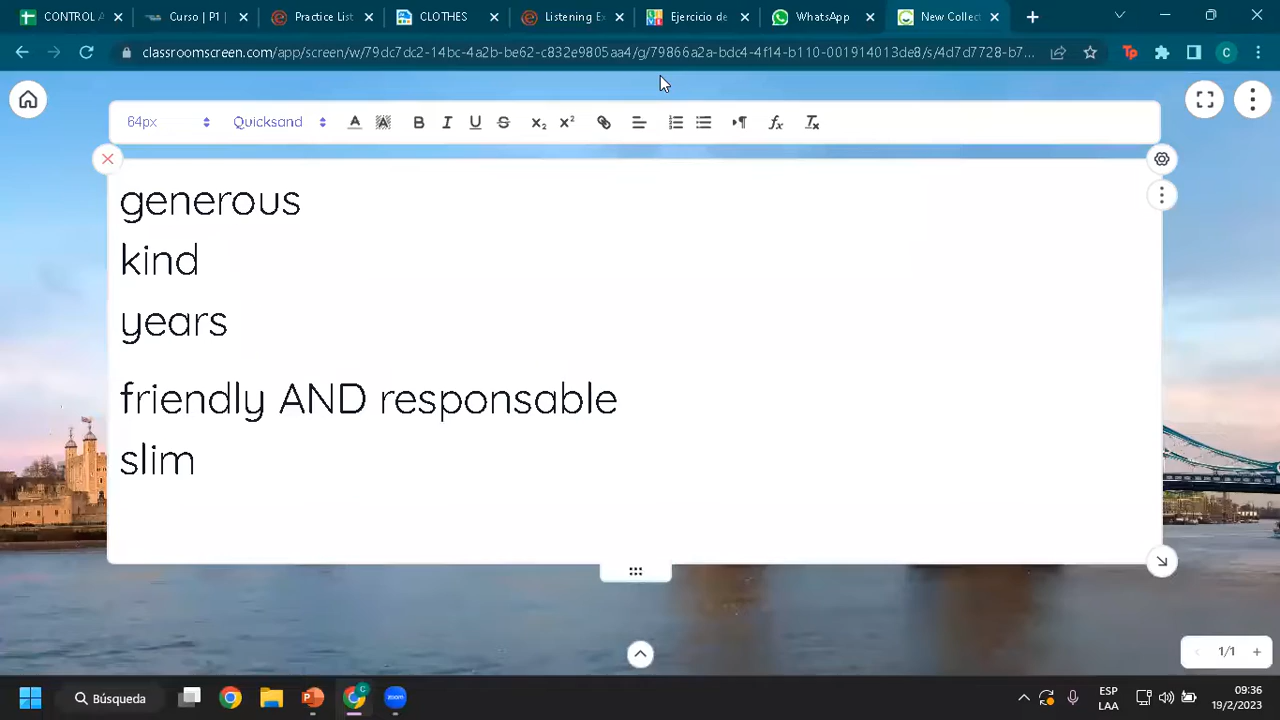 CONTROL A
Curso | P1 |
Practice List
CLOTHES
Listening Ex
Ejercicio de
WhatsApp
New Collect
classroomscreen.com/app/screen/w/79dc7dc2-14bc-4a2b-be62-c832e9805aa4/g/79866a2a-bdc4-4f14-b110-001914013de8/s/4d7d7728-b7...
C
64px
Quicksand
generous
kind
years
friendly AND responsable
slim
1/1
Búsqueda
zoom
ESP
LAA
09:36
19/2/2023